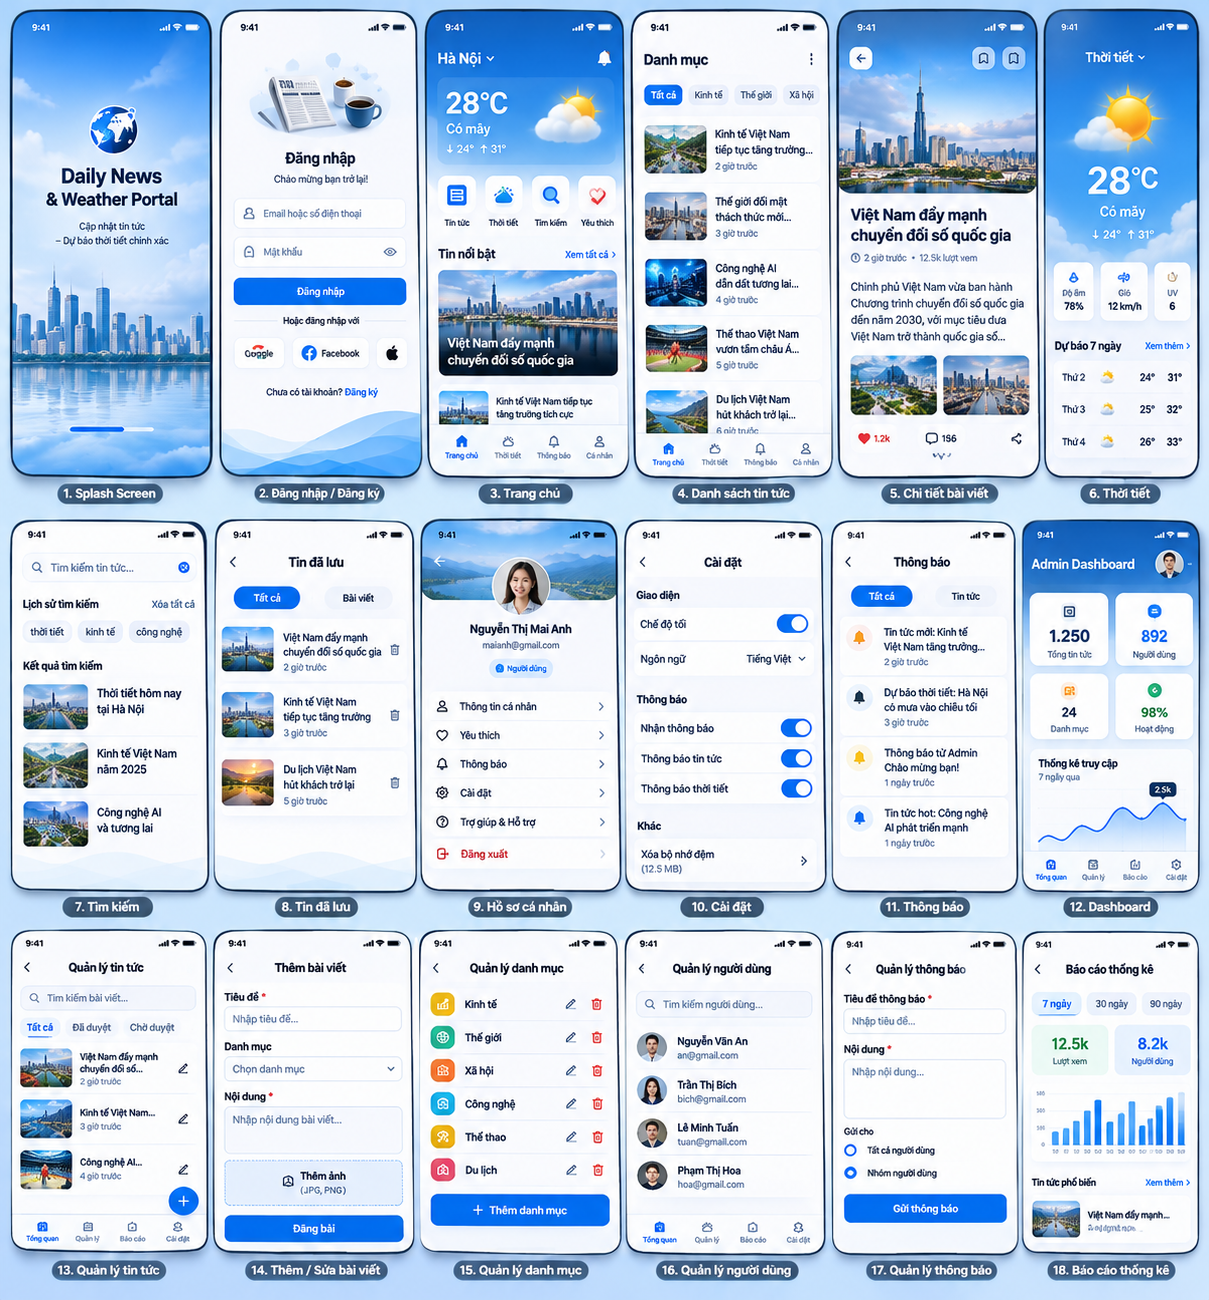 9:41
Daily News
& Weather Portal
Cập nhật tin tức
– Dự báo thời tiết chính xác
1. Splash Screen
9:41
Đăng nhập
Chào mừng bạn trở lại!
Email hoặc số điện thoại
Mật khẩu
Đăng nhập
Hoặc đăng nhập với
Google
Facebook
Chưa có tài khoản? Đăng ký
2. Đăng nhập / Đăng ký
9:41
Hà Nội
28°C
Có mây
↓ 24° ↑ 31°
Tin tức
Thời tiết
Tìm kiếm
Yêu thích
Tin nổi bật
Xem tất cả >
Việt Nam đẩy mạnh
chuyển đổi số quốc gia
Kinh tế Việt Nam tiếp tục
tăng trưởng tích cực
Trang chủ
Thời tiết
Thông báo
Cá nhân
3. Trang chủ
9:41
Danh mục
Tất cả
Kinh tế
Thế giới
Xã hội
Kinh tế Việt Nam
tiếp tục tăng trưởng...
2 giờ trước
Thế giới đối mặt
thách thức mới...
3 giờ trước
Công nghệ AI
dẫn dắt tương lai...
4 giờ trước
Thể thao Việt Nam
vươn tầm châu Á...
5 giờ trước
Du lịch Việt Nam
hút khách trở lại...
6 giờ trước
Trang chủ
Thời tiết
Thông báo
Cá nhân
4. Danh sách tin tức
9:41
Việt Nam đẩy mạnh
chuyển đổi số quốc gia
2 giờ trước • 12.5k lượt xem
Chính phủ Việt Nam vừa ban hành
Chương trình chuyển đổi số quốc gia
đến năm 2030, với mục tiêu đưa
Việt Nam trở thành quốc gia số...
1.2k
156
5. Chi tiết bài viết
9:41
Thời tiết
28°C
Có mây
↓ 24° ↑ 31°
Độ ẩm
78%
Gió
12 km/h
UV
6
Dự báo 7 ngày
Xem thêm >
Thứ 2 24° 31°
Thứ 3 25° 32°
Thứ 4 26° 33°
6. Thời tiết
9:41
Tìm kiếm tin tức...
Lịch sử tìm kiếm
Xóa tất cả
thời tiết
kinh tế
công nghệ
Kết quả tìm kiếm
Thời tiết hôm nay
tại Hà Nội
Kinh tế Việt Nam
năm 2025
Công nghệ AI
và tương lai
7. Tìm kiếm
9:41
Tin đã lưu
Tất cả
Bài viết
Việt Nam đẩy mạnh
chuyển đổi số quốc gia
2 giờ trước
Kinh tế Việt Nam
tiếp tục tăng trưởng
3 giờ trước
Du lịch Việt Nam
hút khách trở lại
5 giờ trước
8. Tin đã lưu
9:41
Nguyễn Thị Mai Anh
maianh@gmail.com
Người dùng
Thông tin cá nhân
Yêu thích
Thông báo
Cài đặt
Trợ giúp & Hỗ trợ
Đăng xuất
9. Hồ sơ cá nhân
9:41
Cài đặt
Giao diện
Chế độ tối
Ngôn ngữ
Tiếng Việt
Thông báo
Nhận thông báo
Thông báo tin tức
Thông báo thời tiết
Khác
Xóa bộ nhớ đệm
(12.5 MB)
10. Cài đặt
9:41
Thông báo
Tất cả
Tin tức
Tin tức mới: Kinh tế
Việt Nam tăng trưởng...
2 giờ trước
Dự báo thời tiết: Hà Nội
có mưa vào chiều tối
3 giờ trước
Thông báo từ Admin
Chào mừng bạn!
1 ngày trước
Tin tức hot: Công nghệ
AI phát triển mạnh
1 ngày trước
11. Thông báo
9:41
Admin Dashboard
1.250
Tổng tin tức
892
Người dùng
24
Danh mục
98%
Hoạt động
Thống kê truy cập
7 ngày qua
2.5k
Tổng quan
Quản lý
Báo cáo
Cài đặt
12. Dashboard
9:41
Quản lý tin tức
Tìm kiếm bài viết...
Tất cả
Đã duyệt
Chờ duyệt
Việt Nam đẩy mạnh
chuyển đổi số...
2 giờ trước
Kinh tế Việt Nam...
3 giờ trước
Công nghệ AI...
4 giờ trước
Tổng quan
Quản lý
Báo cáo
Cài đặt
13. Quản lý tin tức
9:41
Thêm bài viết
Tiêu đề *
Nhập tiêu đề...
Danh mục
Chọn danh mục
Nội dung *
Nhập nội dung bài viết...
Thêm ảnh
(.JPG, PNG)
Đăng bài
14. Thêm / Sửa bài viết
9:41
Quản lý danh mục
Kinh tế
Thế giới
Xã hội
Công nghệ
Thể thao
Du lịch
+ Thêm danh mục
15. Quản lý danh mục
9:41
Quản lý người dùng
Tìm kiếm người dùng...
Nguyễn Văn An
an@gmail.com
Trần Thị Bích
bich@gmail.com
Lê Minh Tuấn
tuan@gmail.com
Phạm Thị Hoa
hoa@gmail.com
Tổng quan
Quản lý
Báo cáo
Cài đặt
16. Quản lý người dùng
9:41
Quản lý thông báo
Tiêu đề thông báo *
Nhập tiêu đề...
Nội dung *
Nhập nội dung...
Gửi cho
Tất cả người dùng
Nhóm người dùng
Gửi thông báo
17. Quản lý thông báo
9:41
Báo cáo thống kê
7 ngày
30 ngày
90 ngày
12.5k
Lượt xem
8.2k
Người dùng
Tin tức phổ biến
Xem thêm >
Việt Nam đẩy mạnh...
18. Báo cáo thống kê